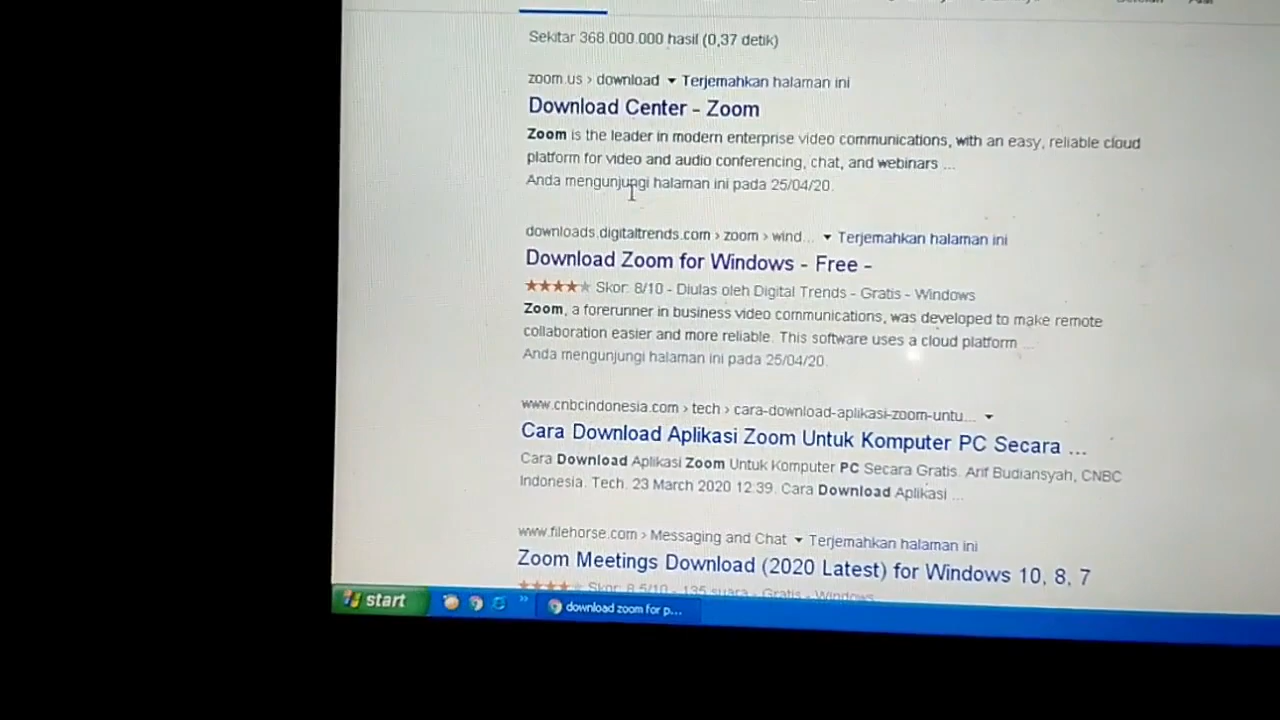 Sekitar 368.000.000 hasil (0,37 detik)
zoom.us › download ▼ Terjemahkan halaman ini
Download Center - Zoom
Zoom is the leader in modern enterprise video communications, with an easy, reliable cloud
platform for video and audio conferencing, chat, and webinars ...
Anda mengunjungi halaman ini pada 25/04/20.
downloads.digitaltrends.com › zoom › wind... ▼ Terjemahkan halaman ini
Download Zoom for Windows - Free -
★★★★★ Skor: 8/10 - Diulas oleh Digital Trends - Gratis - Windows
Zoom, a forerunner in business video communications, was developed to make remote
collaboration easier and more reliable. This software uses a cloud platform ...
Anda mengunjungi halaman ini pada 25/04/20.
www.cnbcindonesia.com › tech › cara-download-aplikasi-zoom-untu... ▼
Cara Download Aplikasi Zoom Untuk Komputer PC Secara ...
Cara Download Aplikasi Zoom Untuk Komputer PC Secara Gratis. Arif Budiansyah, CNBC
Indonesia. Tech. 23 March 2020 12:39. Cara Download Aplikasi ...
www.filehorse.com › Messaging and Chat ▼ Terjemahkan halaman ini
Zoom Meetings Download (2020 Latest) for Windows 10, 8, 7
★★★★★ Skor: 8,5/10 - 135 suara - Gratis - Windows
start
download zoom for p...